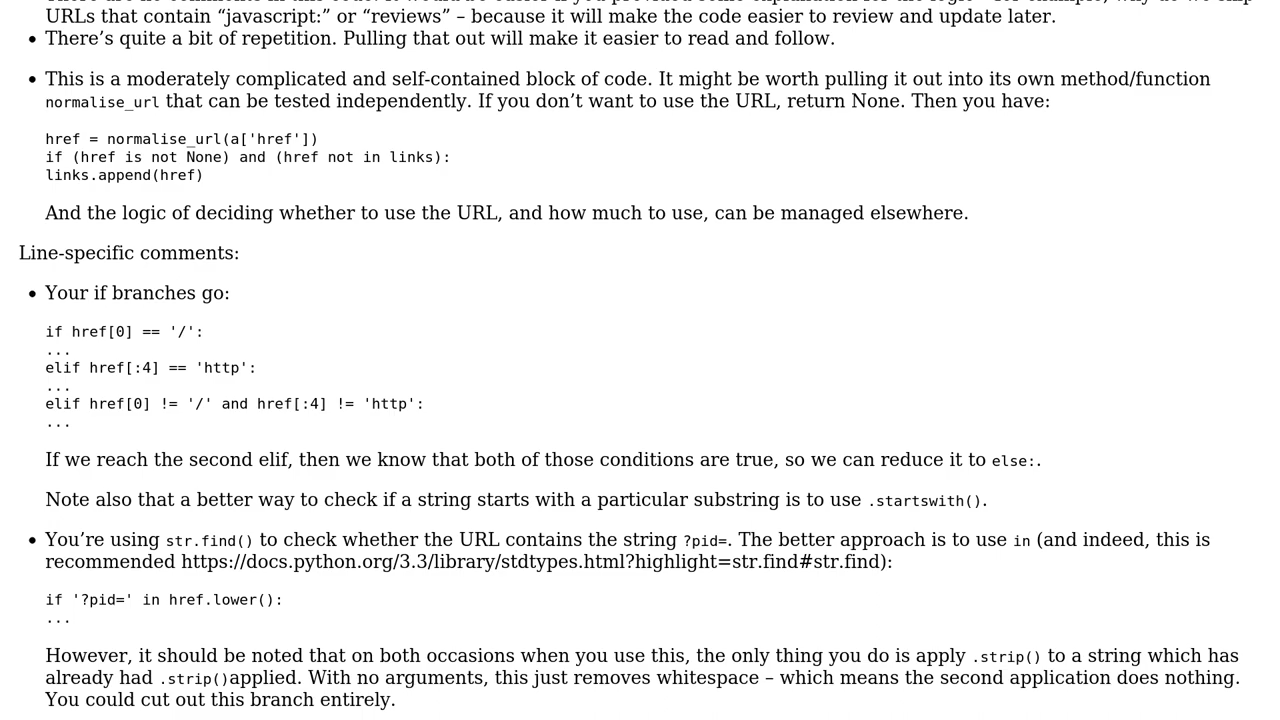 URLs that contain “javascript:” or “reviews” – because it will make the code easier to review and update later.
• There’s quite a bit of repetition. Pulling that out will make it easier to read and follow.
• This is a moderately complicated and self-contained block of code. It might be worth pulling it out into its own method/function
normalise_url that can be tested independently. If you don’t want to use the URL, return None. Then you have:
href = normalise_url(a['href'])
if (href is not None) and (href not in links):
links.append(href)
And the logic of deciding whether to use the URL, and how much to use, can be managed elsewhere.
Line-specific comments:
• Your if branches go:
if href[0] == '/':
...
elif href[:4] == 'http':
...
elif href[0] != '/' and href[:4] != 'http':
...
If we reach the second elif, then we know that both of those conditions are true, so we can reduce it to else:.
Note also that a better way to check if a string starts with a particular substring is to use .startswith().
• You’re using str.find() to check whether the URL contains the string ?pid=. The better approach is to use in (and indeed, this is
recommended https://docs.python.org/3.3/library/stdtypes.html?highlight=str.find#str.find):
if '?pid=' in href.lower():
...
However, it should be noted that on both occasions when you use this, the only thing you do is apply .strip() to a string which has
already had .strip()applied. With no arguments, this just removes whitespace – which means the second application does nothing.
You could cut out this branch entirely.